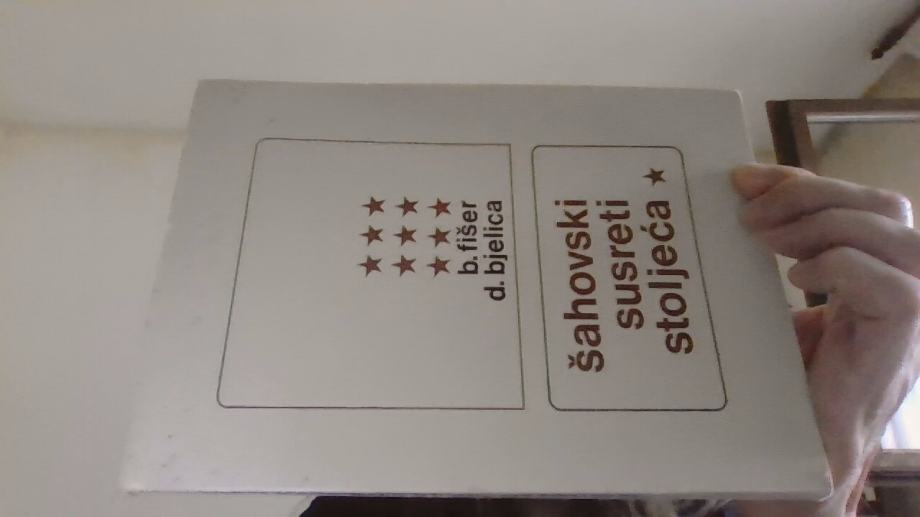 b. fišer
d. bjelica
šahovski
susreti
stoljeća